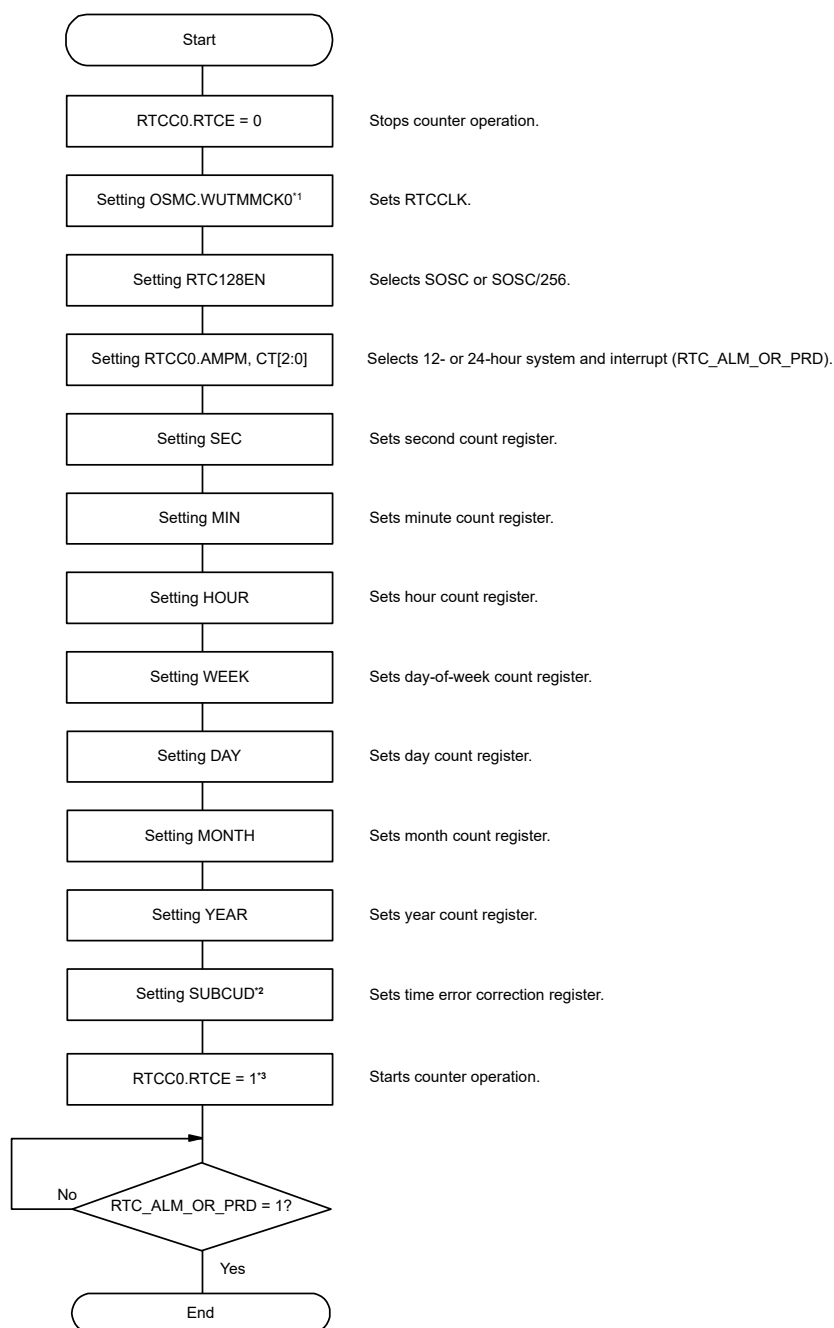 Start
RTCC0.RTCE = 0
Stops counter operation.
Setting OSMC.WUTMMCK0*1
Sets RTCCLK.
Setting RTC128EN
Selects SOSC or SOSC/256.
Setting RTCC0.AMPM, CT[2:0]
Selects 12- or 24-hour system and interrupt (RTC_ALM_OR_PRD).
Setting SEC
Sets second count register.
Setting MIN
Sets minute count register.
Setting HOUR
Sets hour count register.
Setting WEEK
Sets day-of-week count register.
Setting DAY
Sets day count register.
Setting MONTH
Sets month count register.
Setting YEAR
Sets year count register.
Setting SUBCUD*2
Sets time error correction register.
RTCC0.RTCE = 1*3
Starts counter operation.
No
RTC_ALM_OR_PRD = 1?
Yes
End